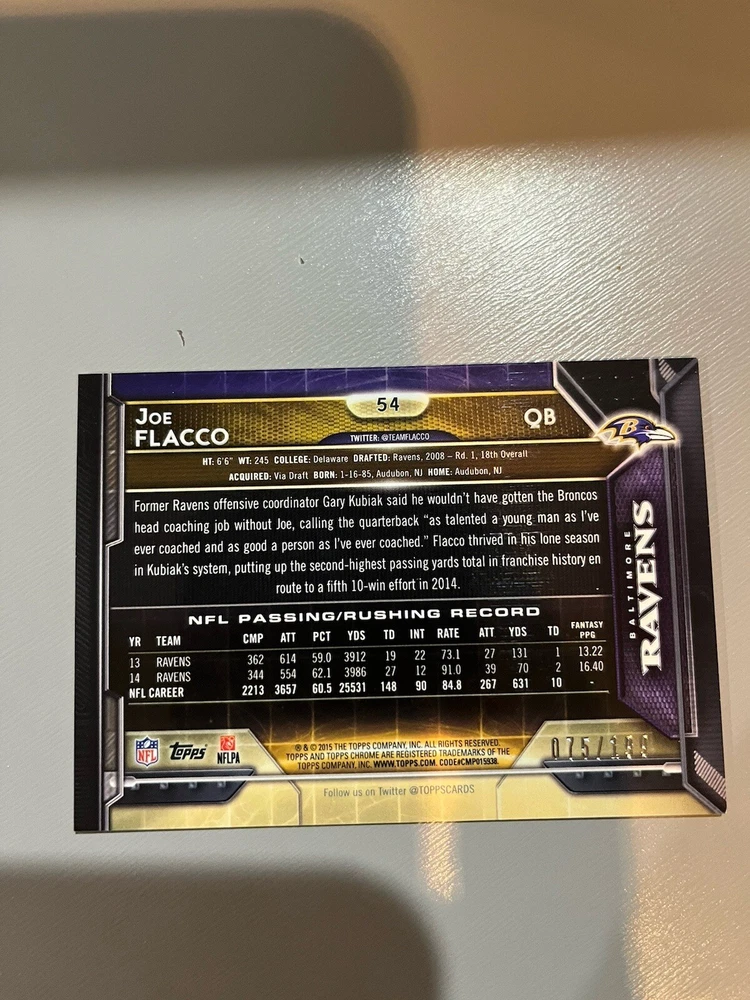 54
JOE
FLACCO
QB
TWITTER: @TEAMFLACCO
HT: 6'6" WT: 245 COLLEGE: Delaware DRAFTED: Ravens, 2008 – Rd. 1, 18th Overall
ACQUIRED: Via Draft BORN: 1-16-85, Audubon, NJ HOME: Audubon, NJ
Former Ravens offensive coordinator Gary Kubiak said he wouldn't have gotten the Broncos
head coaching job without Joe, calling the quarterback "as talented a young man as I've
ever coached and as good a person as I've ever coached." Flacco thrived in his lone season
in Kubiak's system, putting up the second-highest passing yards total in franchise history en
route to a fifth 10-win effort in 2014.
BALTIMORE
RAVENS
NFL PASSING/RUSHING RECORD
YR TEAM CMP ATT PCT YDS TD INT RATE ATT YDS TD FANTASY PPG
13 RAVENS 362 614 59.0 3912 19 22 73.1 27 131 1 13.22
14 RAVENS 344 554 62.1 3986 27 12 91.0 39 70 2 16.40
NFL CAREER 2213 3657 60.5 25531 148 90 84.8 267 631 10 -
NFL
Topps
NFLPA
® & © 2015 THE TOPPS COMPANY, INC. ALL RIGHTS RESERVED.
TOPPS AND TOPPS CHROME ARE REGISTERED TRADEMARKS OF THE
TOPPS COMPANY, INC. WWW.TOPPS.COM. CODE#CMP015938.
Follow us on Twitter @TOPPSCARDS